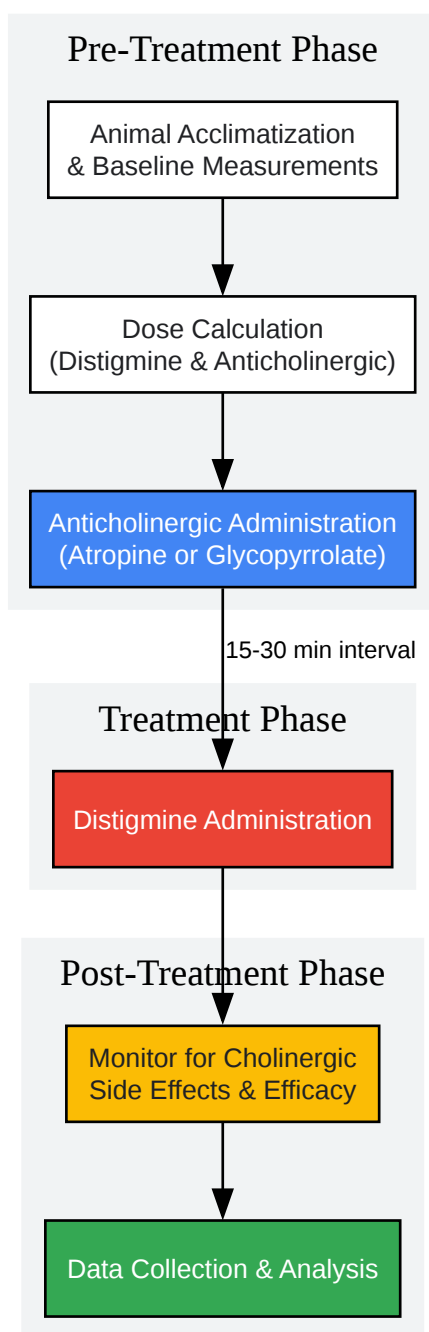 Pre-Treatment Phase
Animal Acclimatization
& Baseline Measurements
Dose Calculation
(Distigmine & Anticholinergic)
Anticholinergic Administration
(Atropine or Glycopyrrolate)
15-30 min interval
Treatment Phase
Distigmine Administration
Post-Treatment Phase
Monitor for Cholinergic
Side Effects & Efficacy
Data Collection & Analysis